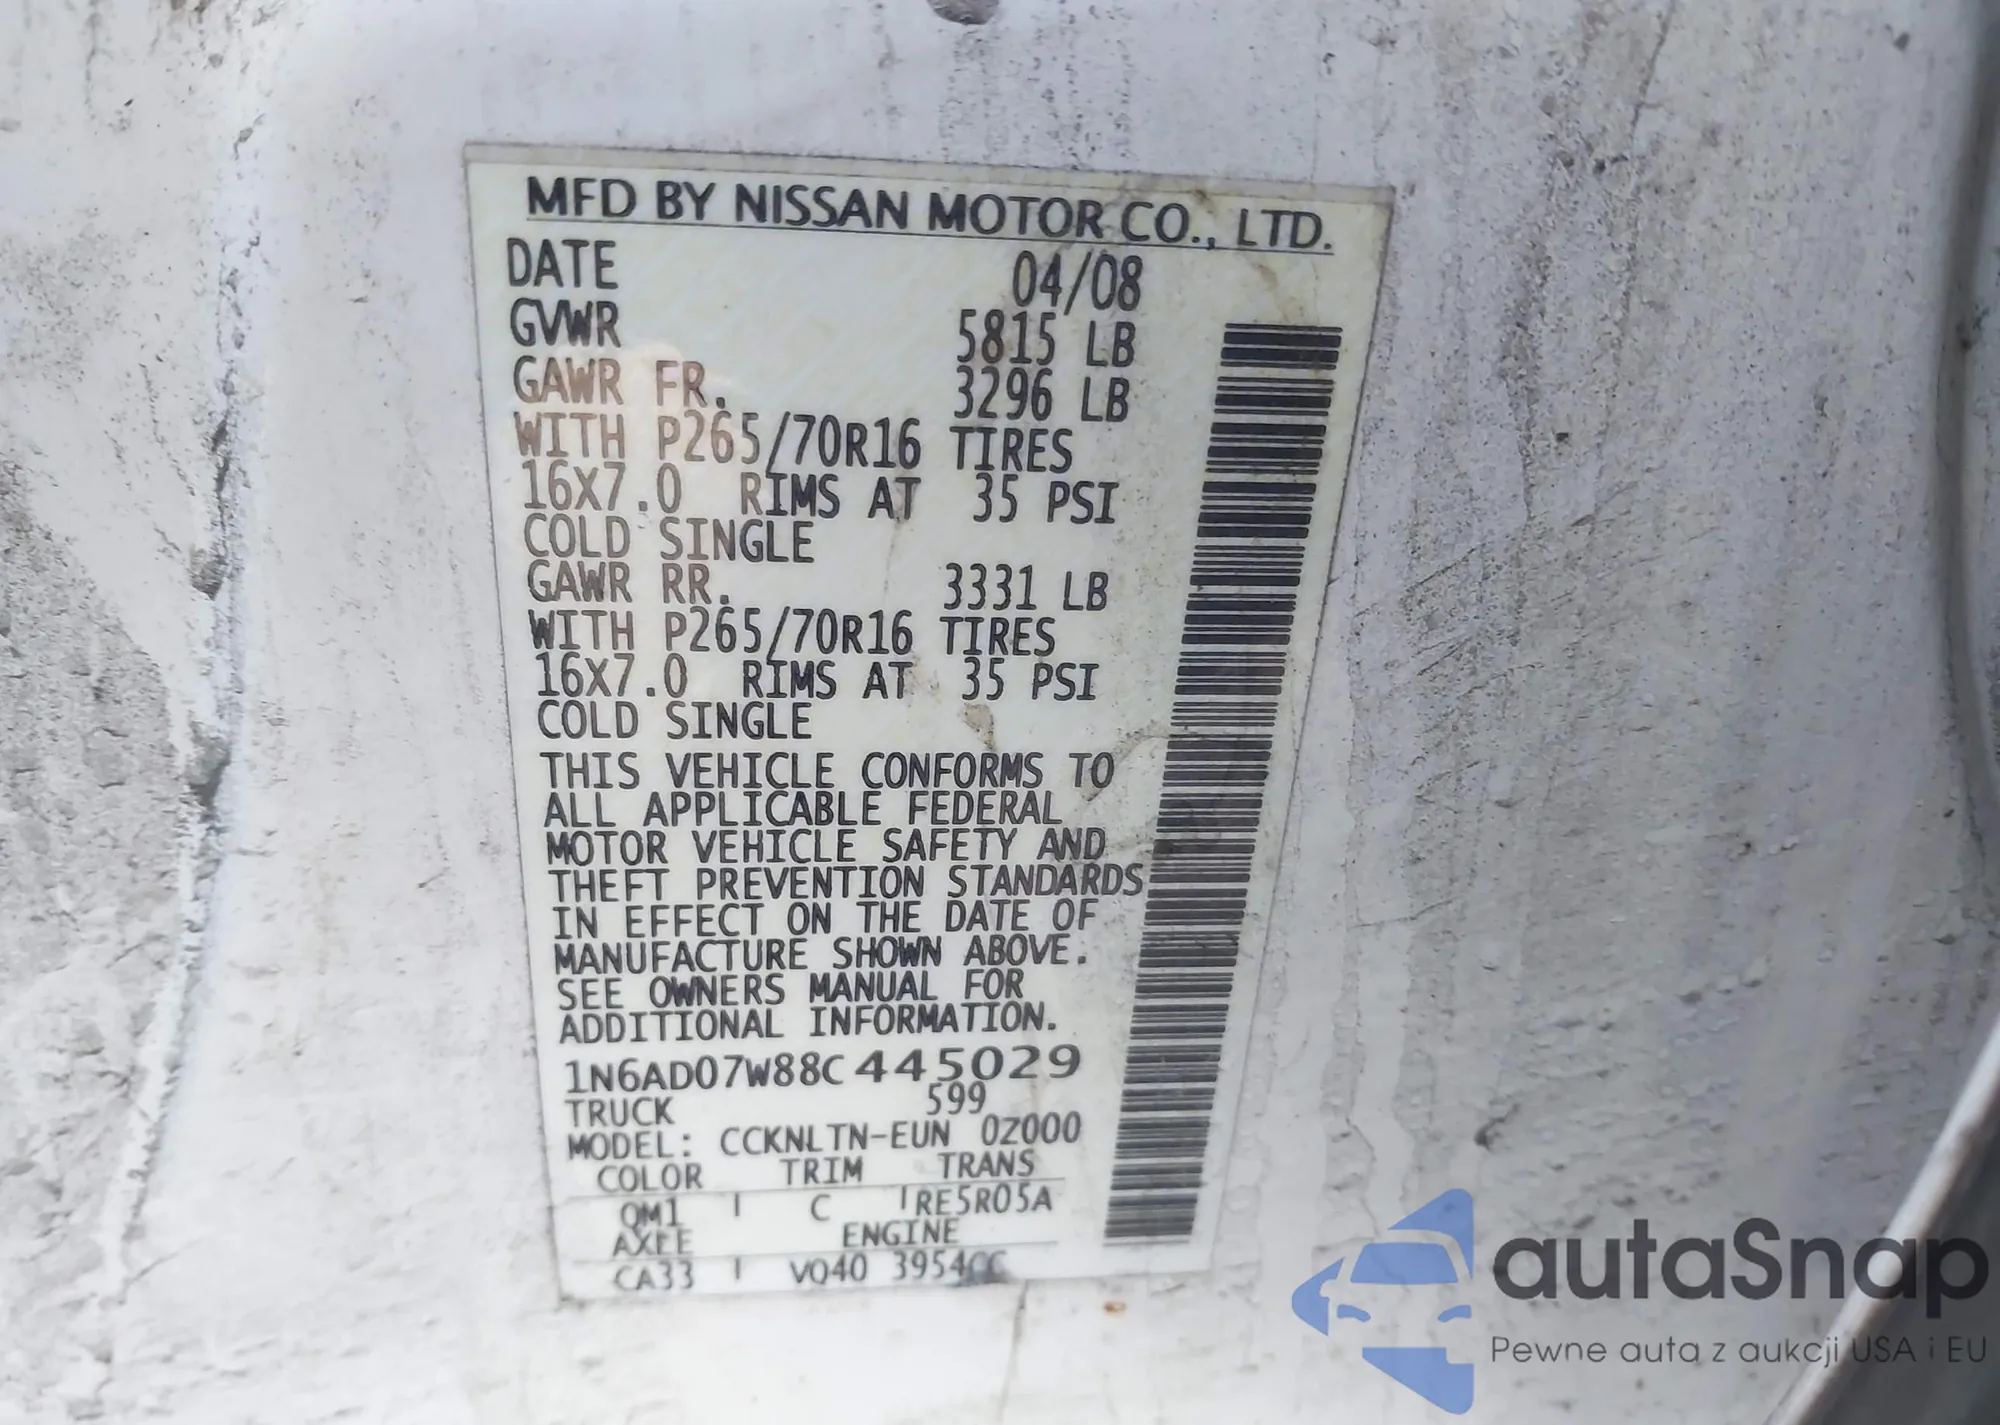 MFD BY NISSAN MOTOR CO., LTD.
DATE 04/08
GVWR 5815 LB
GAWR FR. 3296 LB
WITH P265/70R16 TIRES
16X7.0 RIMS AT 35 PSI
COLD SINGLE
GAWR RR. 3331 LB
WITH P265/70R16 TIRES
16X7.0 RIMS AT 35 PSI
COLD SINGLE
THIS VEHICLE CONFORMS TO
ALL APPLICABLE FEDERAL
MOTOR VEHICLE SAFETY AND
THEFT PREVENTION STANDARDS
IN EFFECT ON THE DATE OF
MANUFACTURE SHOWN ABOVE.
SEE OWNERS MANUAL FOR
ADDITIONAL INFORMATION.
1N6AD07W88C445029
TRUCK 599
MODEL: CCKNLTN-EUN 0Z000
COLOR TRIM TRANS
QM1 C RE5R05A
AXLE ENGINE
CA33 VQ40 3954CC
autaSnap
Pewne auta z aukcji USA i EU